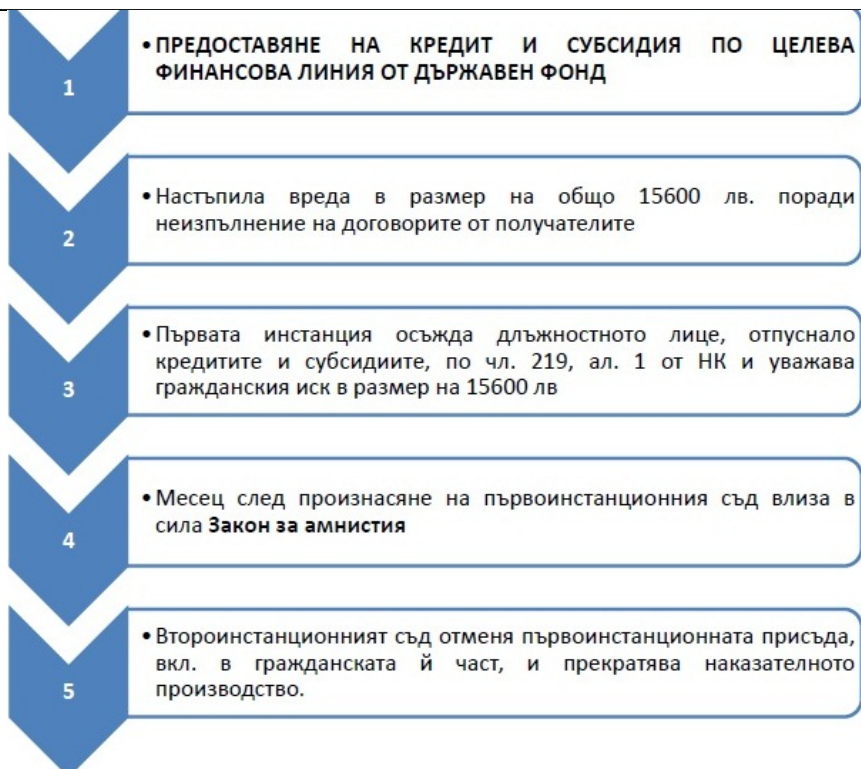 1
• ПРЕДОСТАВЯНЕ НА КРЕДИТ И СУБСИДИЯ ПО ЦЕЛЕВА
ФИНАНСОВА ЛИНИЯ ОТ ДЪРЖАВЕН ФОНД
2
• Настъпила вреда в размер на общо 15600 лв. поради
неизпълнение на договорите от получателите
3
• Първата инстанция осъжда длъжностното лице, отпуснало
кредитите и субсидиите, по чл. 219, ал. 1 от НК и уважава
гражданския иск в размер на 15600 лв
4
• Месец след произнасяне на първоинстанционния съд влиза в
сила Закон за амнистия
5
• Второинстанционният съд отменя първоинстанционната присъда,
вкл. в гражданската й част, и прекратява наказателното
производство.